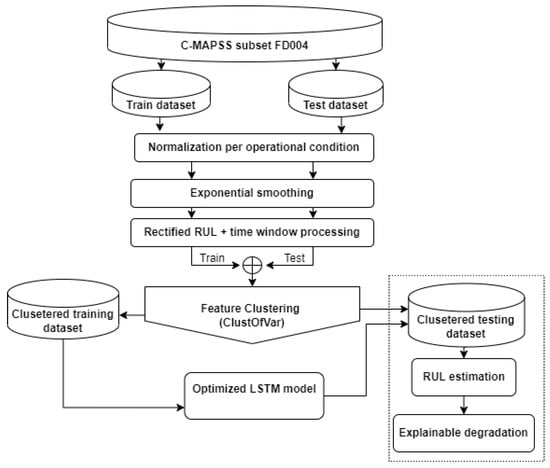 C-MAPSS subset FD004
Train dataset
Test dataset
Normalization per operational condition
Exponential smoothing
Rectified RUL + time window processing
Train
Test
Feature Clustering
(ClustOfVar)
Clusetered training
dataset
Clusetered testing
dataset
Optimized LSTM model
RUL estimation
Explainable degradation